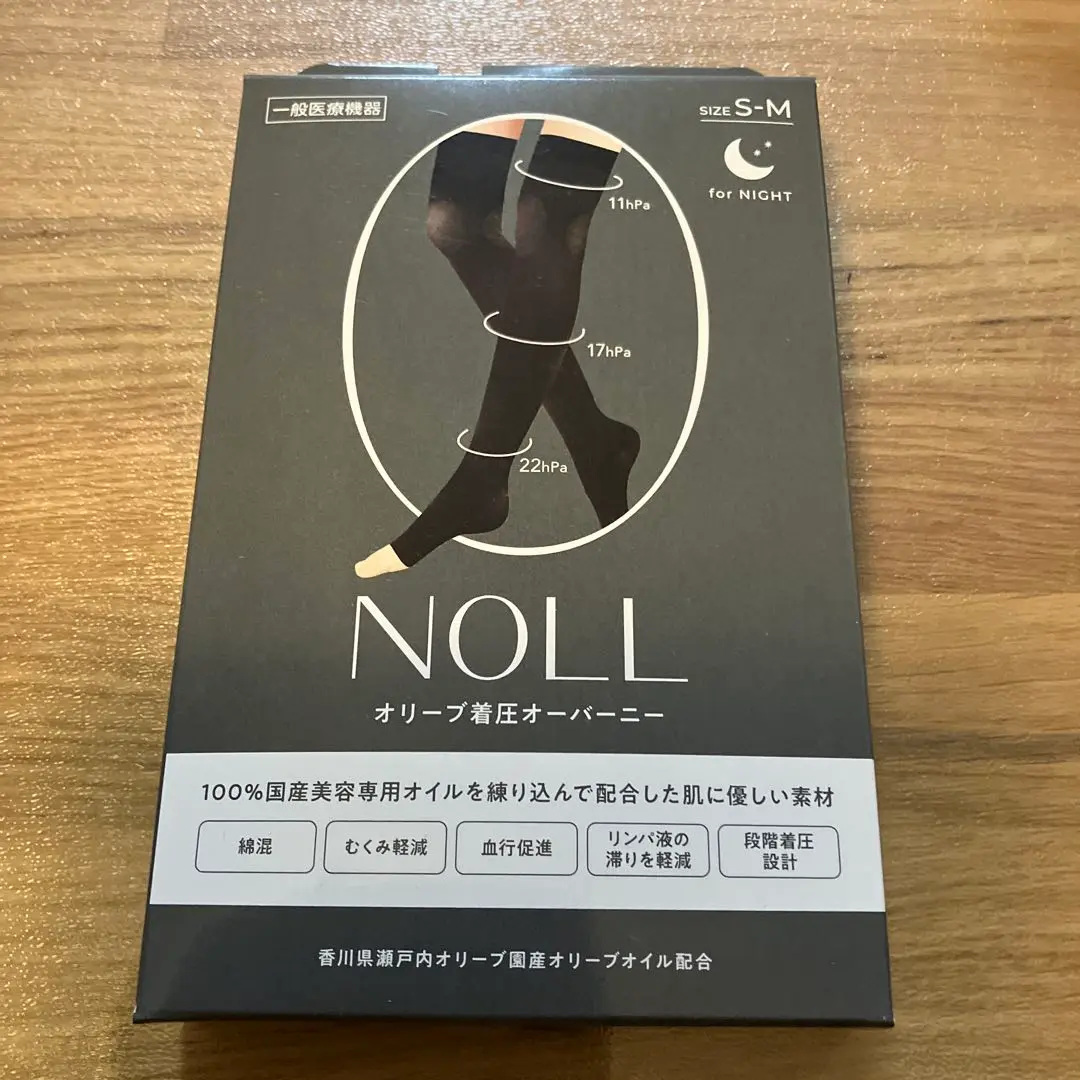 一般医療機器
SIZE S-M
for NIGHT
11hPa
17hPa
22hPa
NOLL
オリーブ着圧オーバーニー
100%国産美容専用オイルを練り込んで配合した肌に優しい素材
綿混
むくみ軽減
血行促進
リンパ液の
滞りを軽減
段階着圧
設計
香川県瀬戸内オリーブ園産オリーブオイル配合